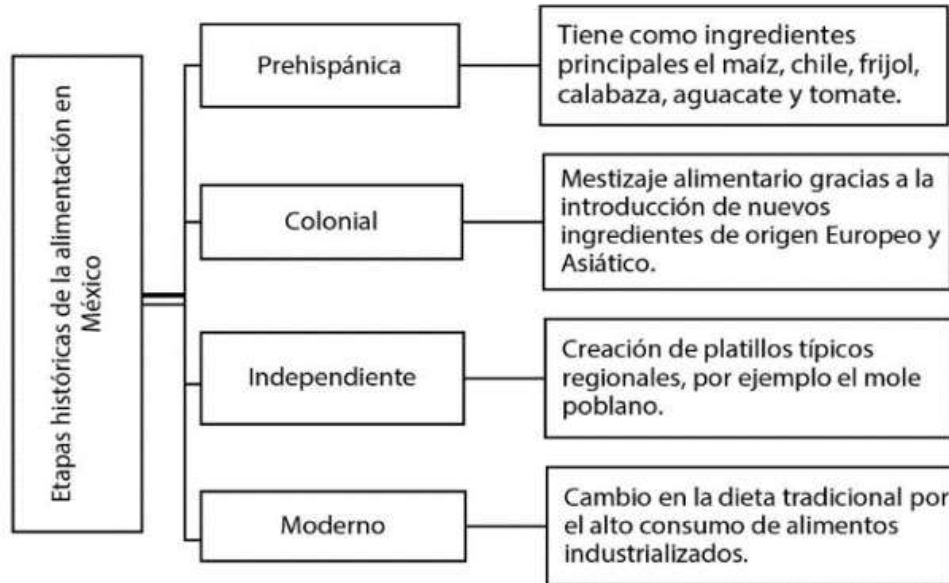 Etapas históricas de la alimentación en
México
Prehispánica
Tiene como ingredientes
principales el maíz, chile, frijol,
calabaza, aguacate y tomate.
Colonial
Mestizaje alimentario gracias a la
introducción de nuevos
ingredientes de origen Europeo y
Asiático.
Independiente
Creación de platillos típicos
regionales, por ejemplo el mole
poblano.
Moderno
Cambio en la dieta tradicional por
el alto consumo de alimentos
industrializados.